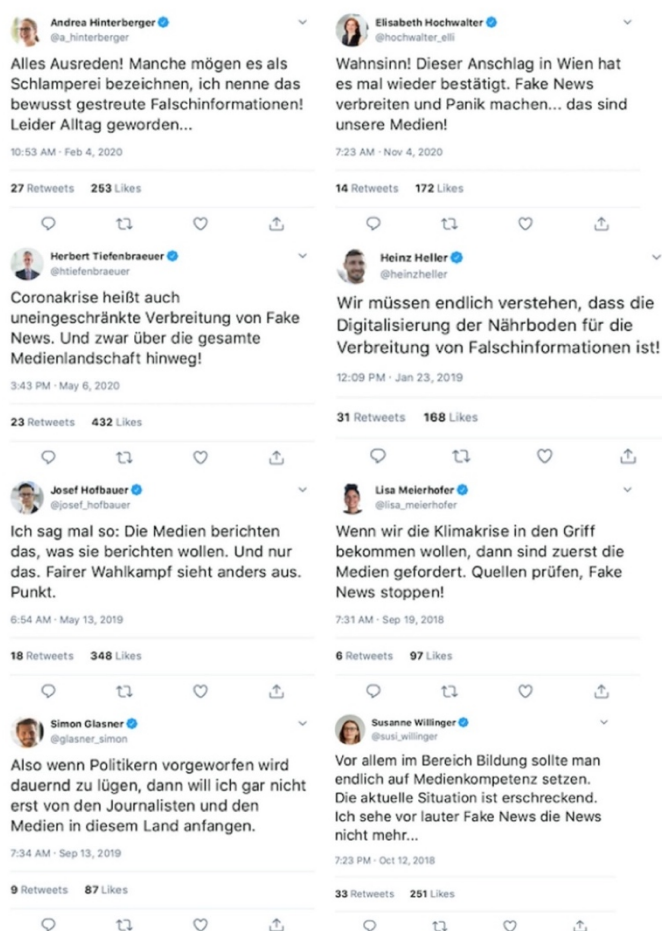 Andrea Hinterberger
@a_hinterberger
Alles Ausreden! Manche mögen es als
Schlamperei bezeichnen, ich nenne das
bewusst gestreute Falschinformationen!
Leider Alltag geworden...
10:53 AM · Feb 4, 2020
27 Retweets 253 Likes
Elisabeth Hochwalter
@hochwalter_elli
Wahnsinn! Dieser Anschlag in Wien hat
es mal wieder bestätigt. Fake News
verbreiten und Panik machen... das sind
unsere Medien!
7:23 AM · Nov 4, 2020
14 Retweets 172 Likes
Herbert Tiefenbraeuer
@htiefenbraeuer
Coronakrise heißt auch
uneingeschränkte Verbreitung von Fake
News. Und zwar über die gesamte
Medienlandschaft hinweg!
3:43 PM · May 6, 2020
23 Retweets 432 Likes
Heinz Heller
@heinzheller
Wir müssen endlich verstehen, dass die
Digitalisierung der Nährboden für die
Verbreitung von Falschinformationen ist!
12:09 PM · Jan 23, 2019
31 Retweets 168 Likes
Josef Hofbauer
@josef_hofbauer
Ich sag mal so: Die Medien berichten
das, was sie berichten wollen. Und nur
das. Fairer Wahlkampf sieht anders aus.
Punkt.
6:54 AM · May 13, 2019
18 Retweets 348 Likes
Lisa Meierhofer
@lisa_meierhofer
Wenn wir die Klimakrise in den Griff
bekommen wollen, dann sind zuerst die
Medien gefordert. Quellen prüfen, Fake
News stoppen!
7:31 AM · Sep 19, 2018
6 Retweets 97 Likes
Simon Glasner
@glasner_simon
Also wenn Politikern vorgeworfen wird
dauernd zu lügen, dann will ich gar nicht
erst von den Journalisten und den
Medien in diesem Land anfangen.
7:34 AM · Sep 13, 2019
9 Retweets 87 Likes
Susanne Willinger
@susi_willinger
Vor allem im Bereich Bildung sollte man
endlich auf Medienkompetenz setzen.
Die aktuelle Situation ist erschreckend.
Ich sehe vor lauter Fake News die News
nicht mehr...
7:23 PM · Oct 12, 2018
33 Retweets 251 Likes